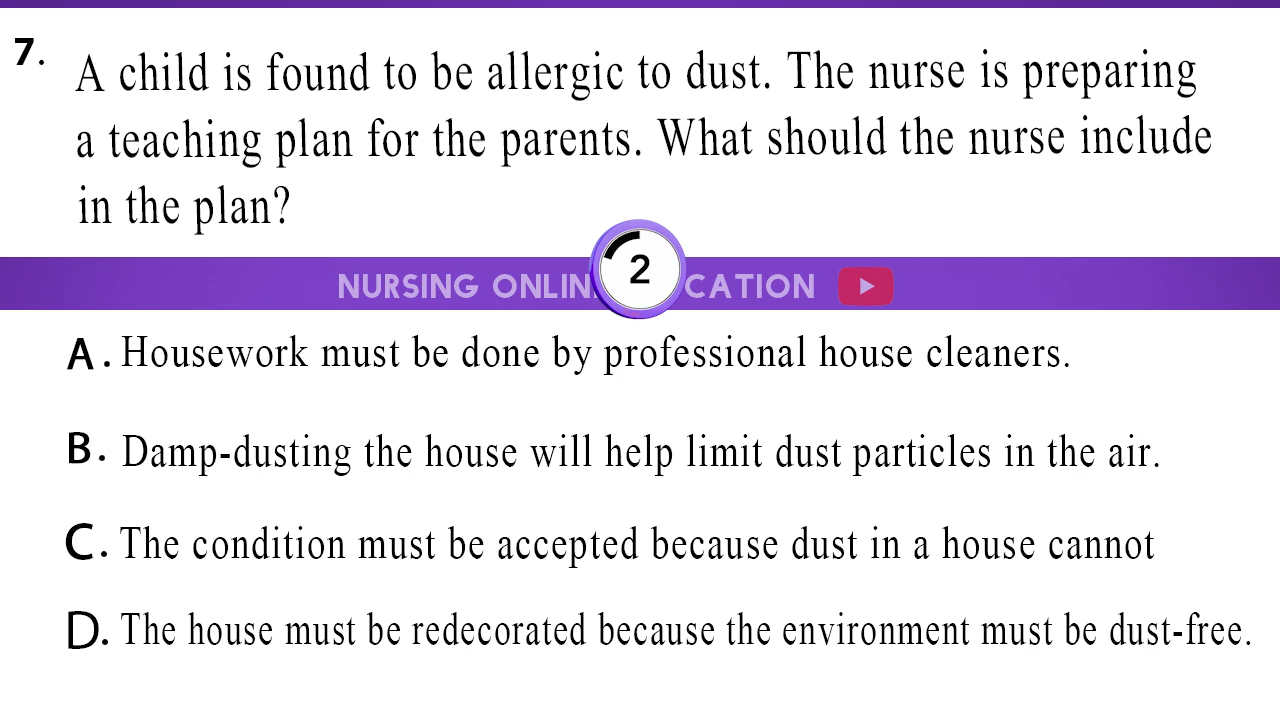 7. A child is found to be allergic to dust. The nurse is preparing
a teaching plan for the parents. What should the nurse include
in the plan?
NURSING ONLIN 2 CATION
A. Housework must be done by professional house cleaners.
B. Damp-dusting the house will help limit dust particles in the air.
C. The condition must be accepted because dust in a house cannot
D. The house must be redecorated because the environment must be dust-free.